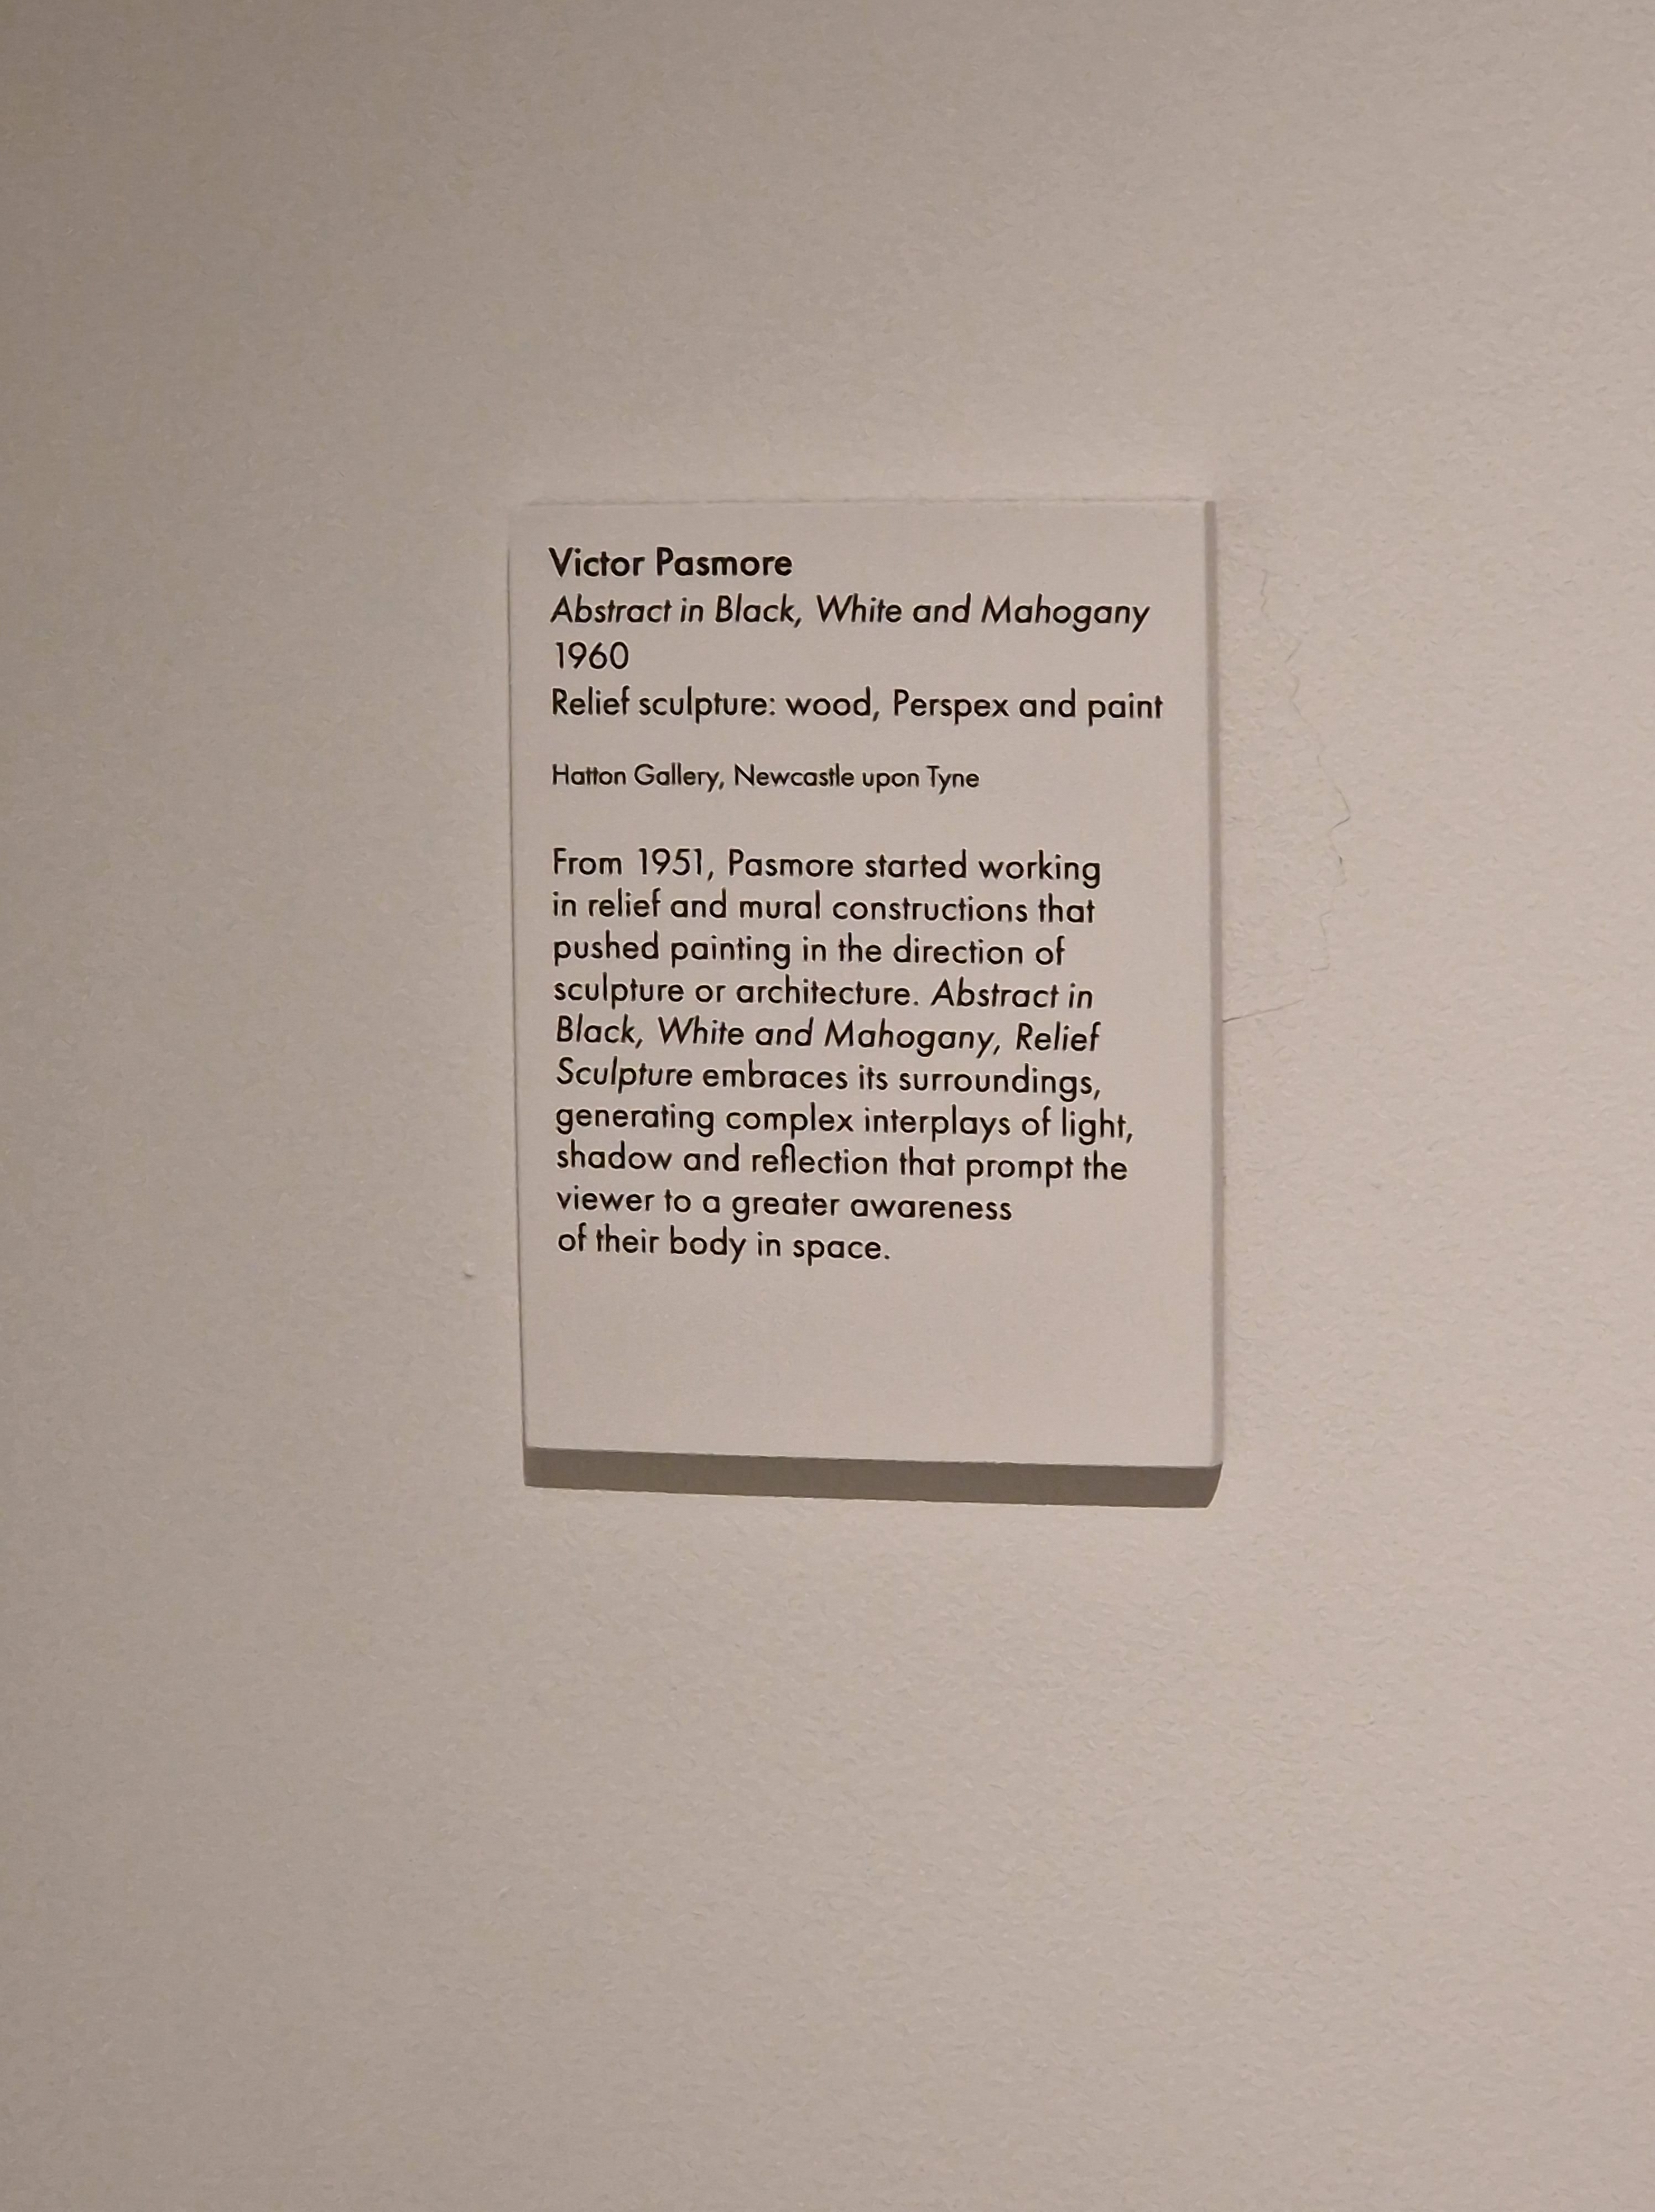 Victor Pasmore
Abstract in Black, White and Mahogany
1960
Relief sculpture: wood, Perspex and paint
Hatton Gallery, Newcastle upon Tyne
From 1951, Pasmore started working
in relief and mural constructions that
pushed painting in the direction of
sculpture or architecture. Abstract in
Black, White and Mahogany, Relief
Sculpture embraces its surroundings,
generating complex interplays of light,
shadow and reflection that prompt the
viewer to a greater awareness
of their body in space.